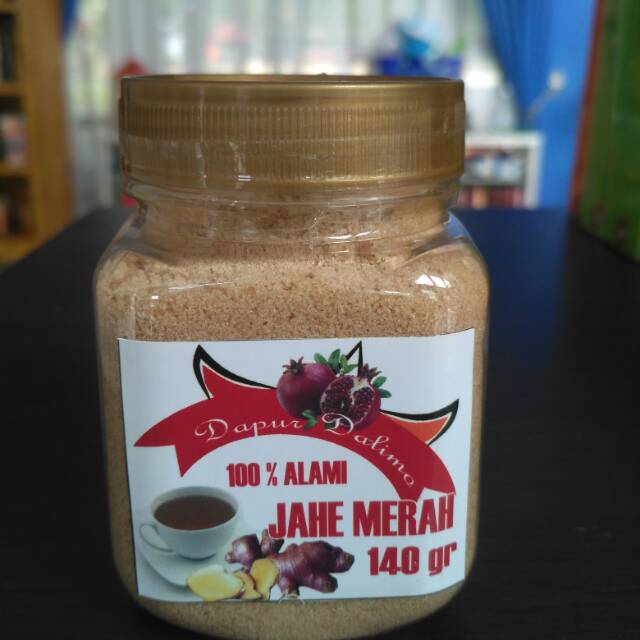 Dapur Dalimo
100 % ALAMI
JAHE MERAH
140 gr